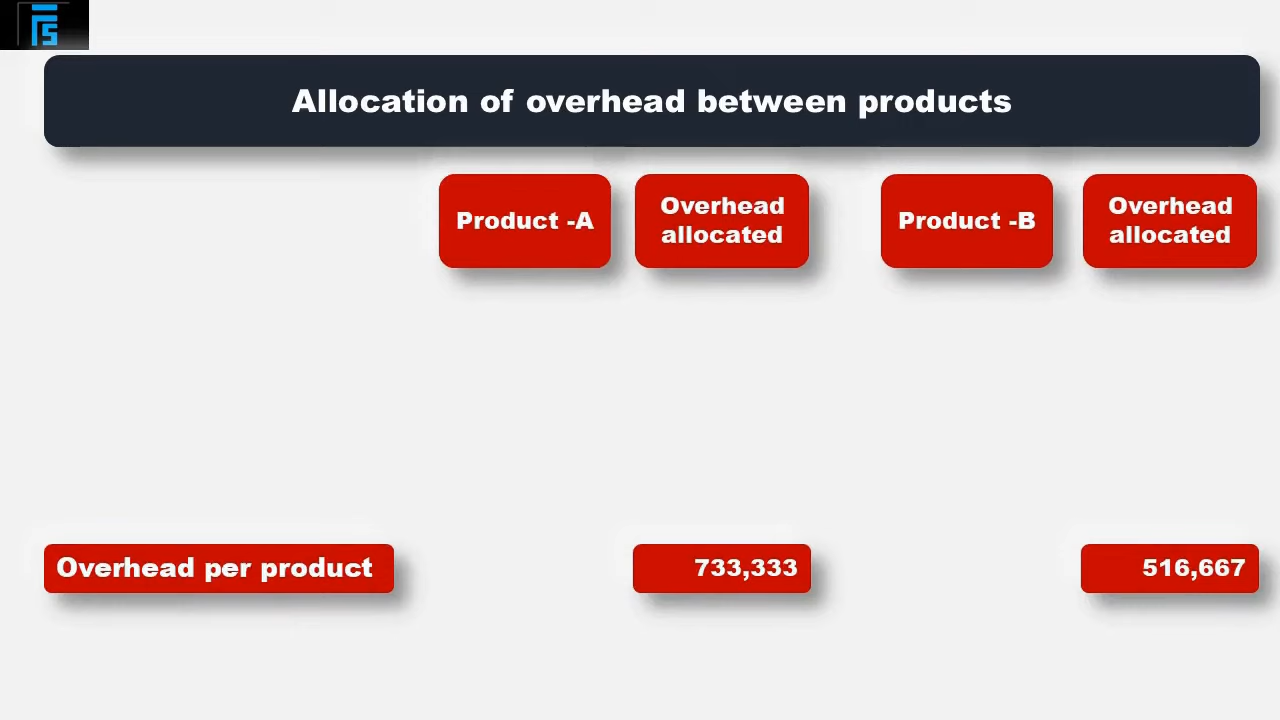 Allocation of overhead between products
Product -A
Overhead
allocated
Product -B
Overhead
allocated
Overhead per product
733,333
516,667